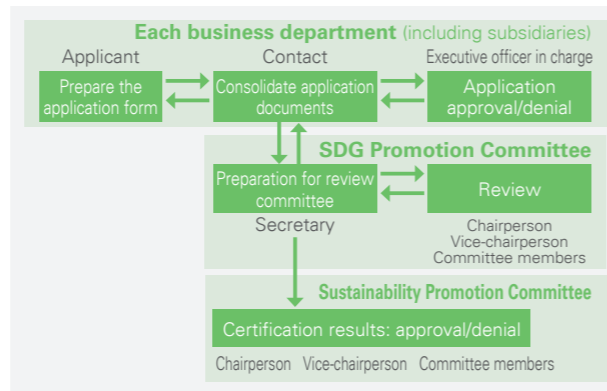 Each business department (including subsidiaries)
Applicant
Contact
Executive officer in charge
Prepare the
application form
Consolidate application
documents
Application
approval/denial
SDG Promotion Committee
Preparation for review
committee
Review
Secretary
Chairperson
Vice-chairperson
Committee members
Sustainability Promotion Committee
Certification results: approval/denial
Chairperson Vice-chairperson Committee members